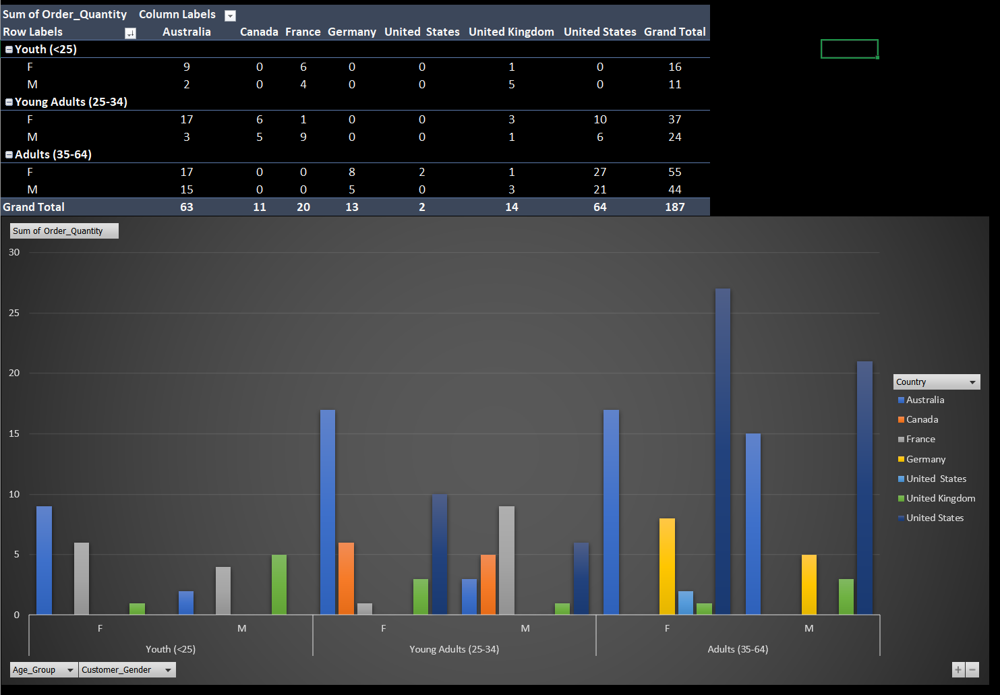 Sum of Order_Quantity Column Labels
Row Labels Australia Canada France Germany United  States United Kingdom United States Grand Total
Youth (<25)
F 9 0 6 0 0 1 0 16
M 2 0 4 0 0 5 0 11
Young Adults (25-34)
F 17 6 1 0 0 3 10 37
M 3 5 9 0 0 1 6 24
Adults (35-64)
F 17 0 0 8 2 1 27 55
M 15 0 0 5 0 3 21 44
Grand Total 63 11 20 13 2 14 64 187
Sum of Order_Quantity
30
25
20
15
10
5
0
F M F M F M
Youth (<25) Young Adults (25-34) Adults (35-64)
Country
Australia
Canada
France
Germany
United  States
United Kingdom
United States
Age_Group Customer_Gender
+ −